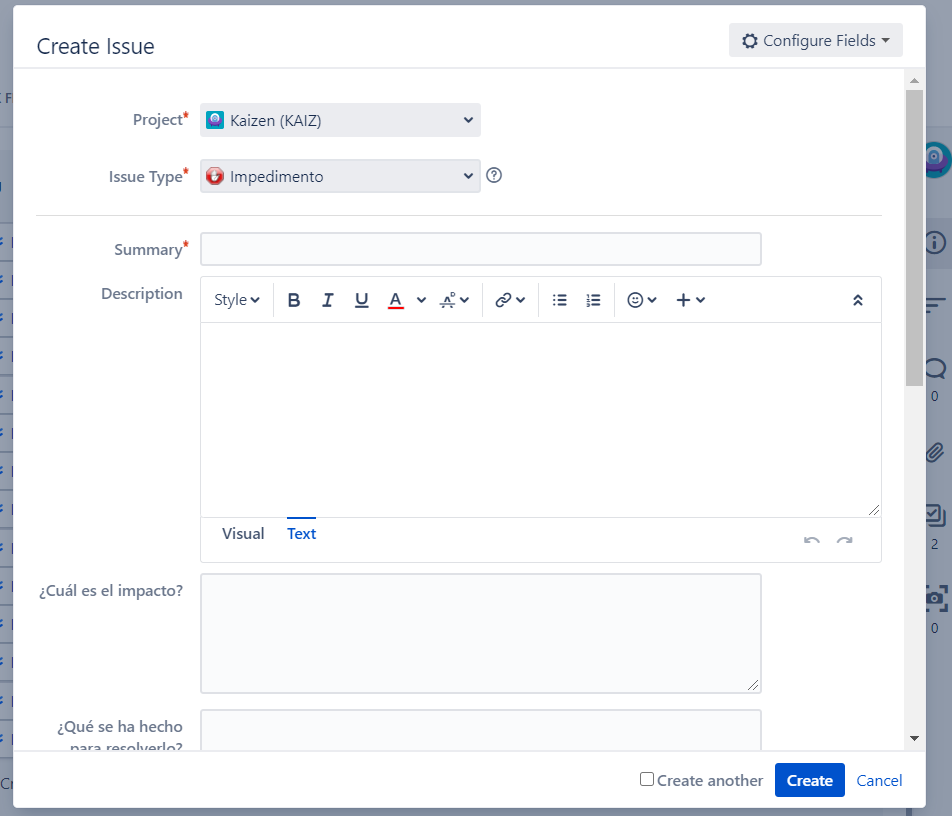 Create Issue
Configure Fields
Project*
Kaizen (KAIZ)
Issue Type*
Impedimento
Summary*
Description
Style
B I U A
Visual Text
¿Cuál es el impacto?
¿Qué se ha hecho
para resolverlo?
Create another Create Cancel
0
2
0